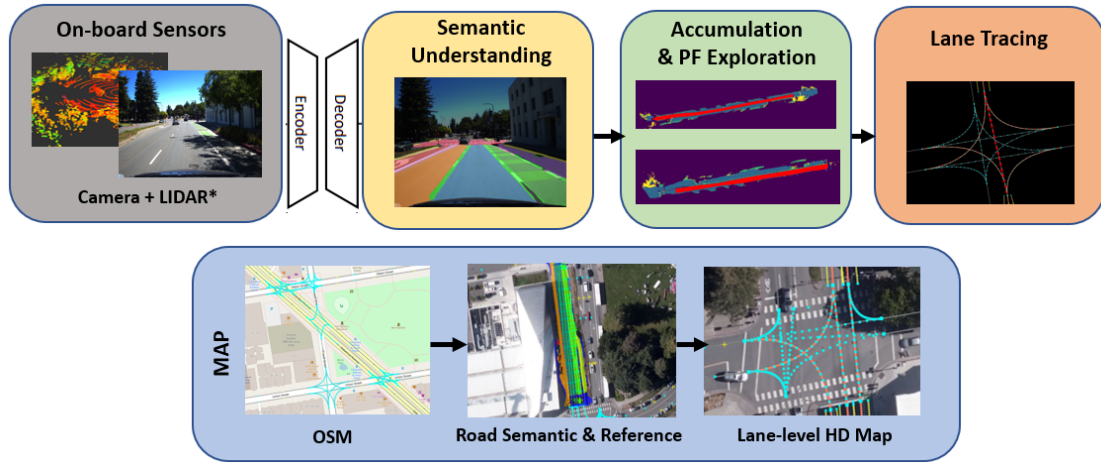 On-board Sensors
Camera + LIDAR*
Encoder
Decoder
Semantic
Understanding
Accumulation
& PF Exploration
Lane Tracing
MAP
OSM
Road Semantic & Reference
Lane-level HD Map